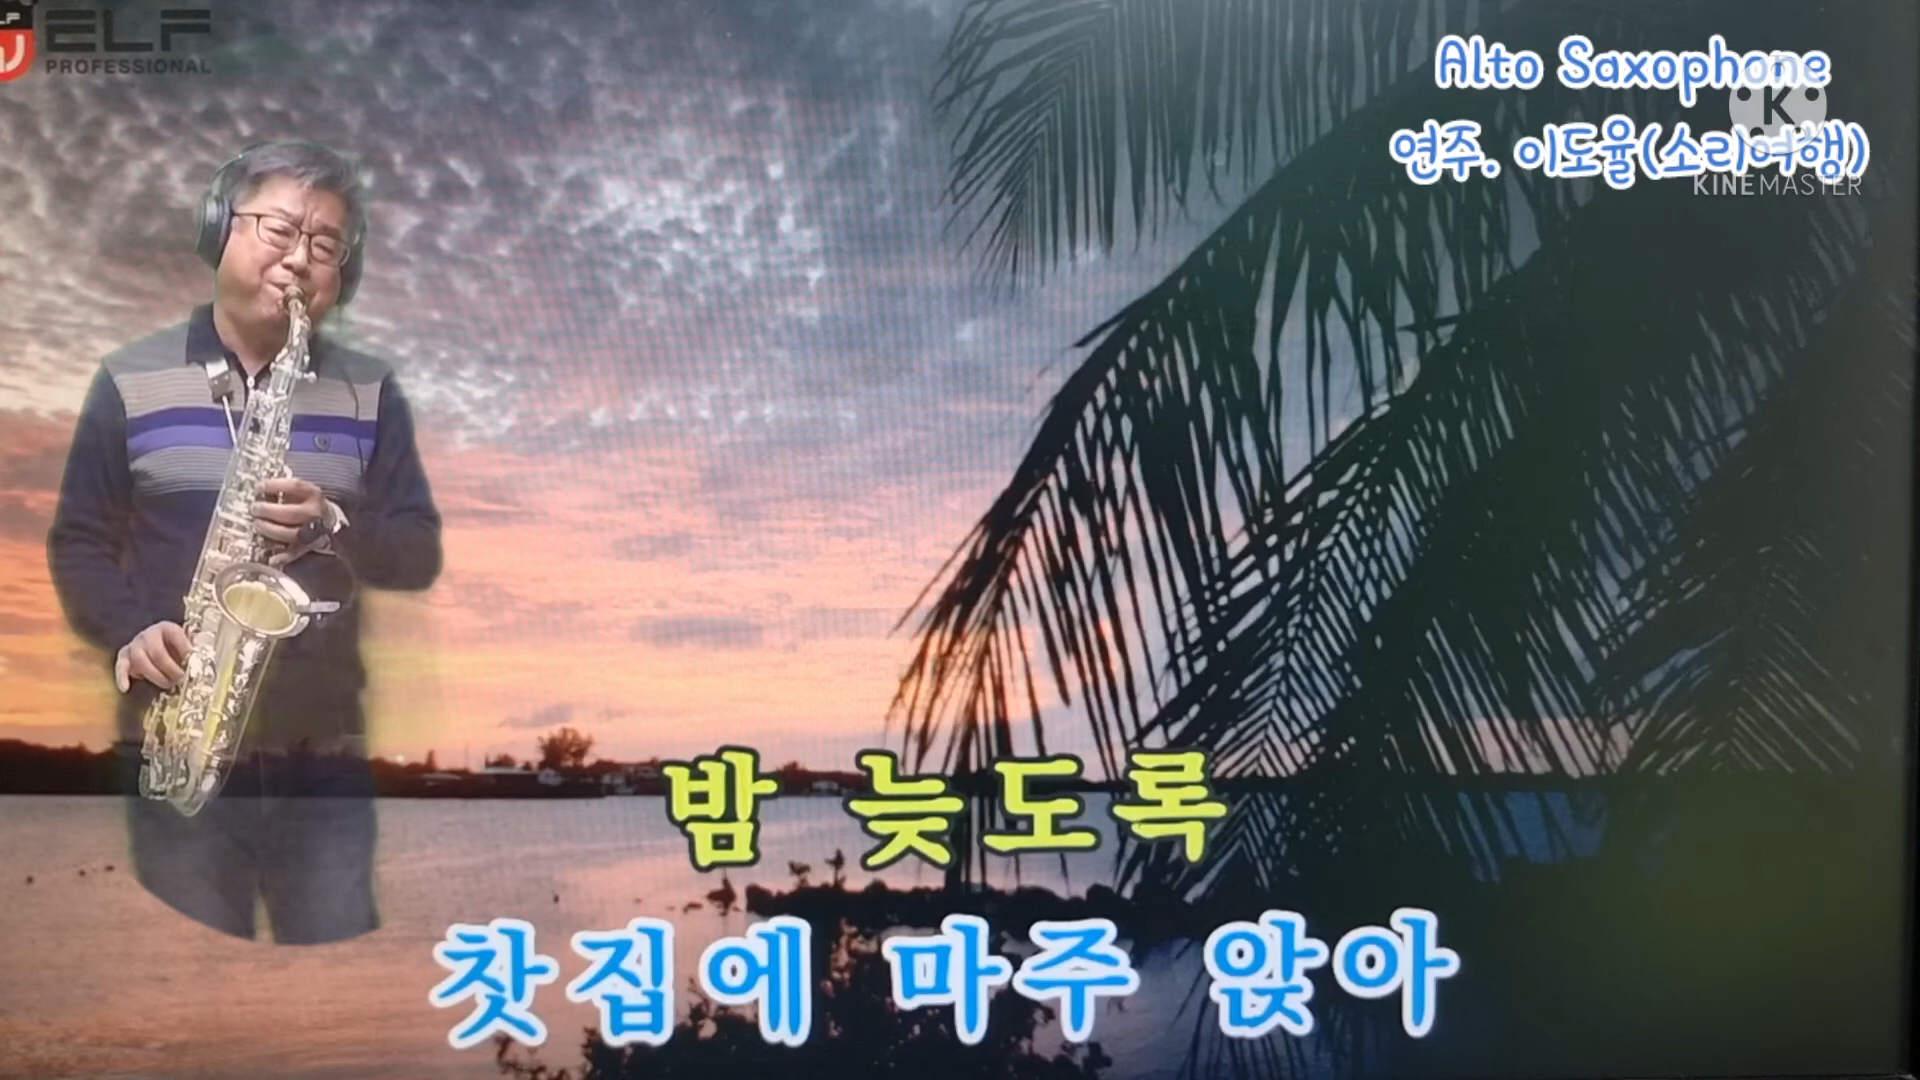 ELF
PROFESSIONAL
Alto Saxophone
연주. 이도율(소리여행)
KINEMASTER
밤 늦도록
찻집에 마주 앉아